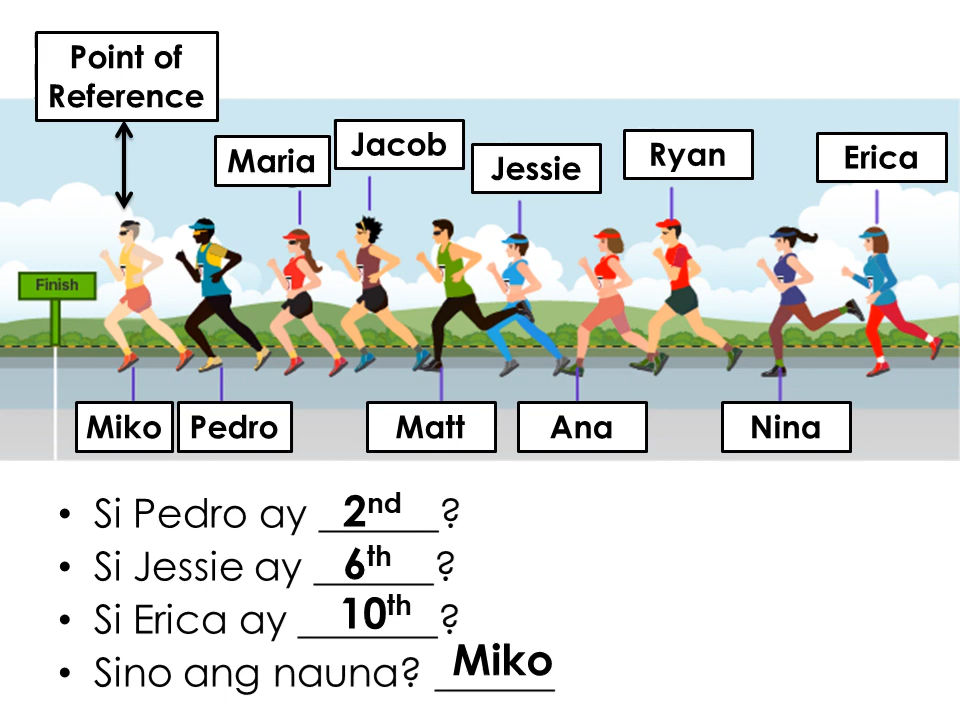 Point of
Reference
Maria
Jacob
Jessie
Ryan
Erica
Finish
Miko
Pedro
Matt
Ana
Nina
• Si Pedro ay 2nd?
• Si Jessie ay 6th?
• Si Erica ay 10th?
• Sino ang nauna? Miko